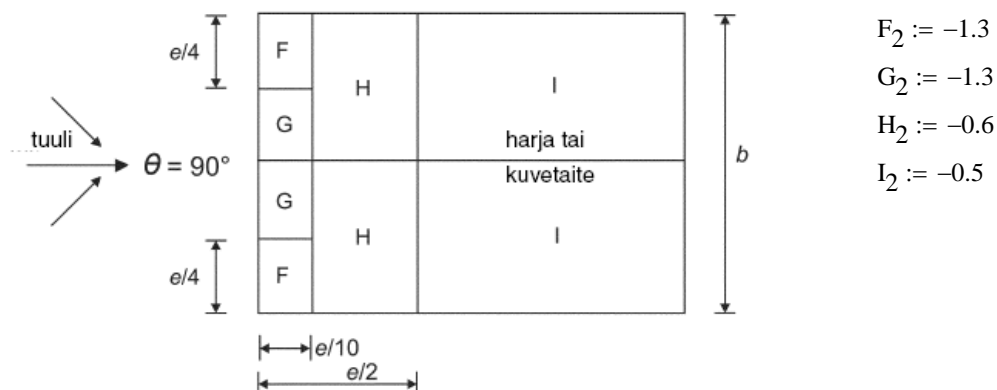 e/4
F
H
I
G
tuuli
θ = 90°
harja tai
kuvetaite
b
G
H
I
e/4
F
e/10
e/2
F2 := −1.3
G2 := −1.3
H2 := −0.6
I2 := −0.5